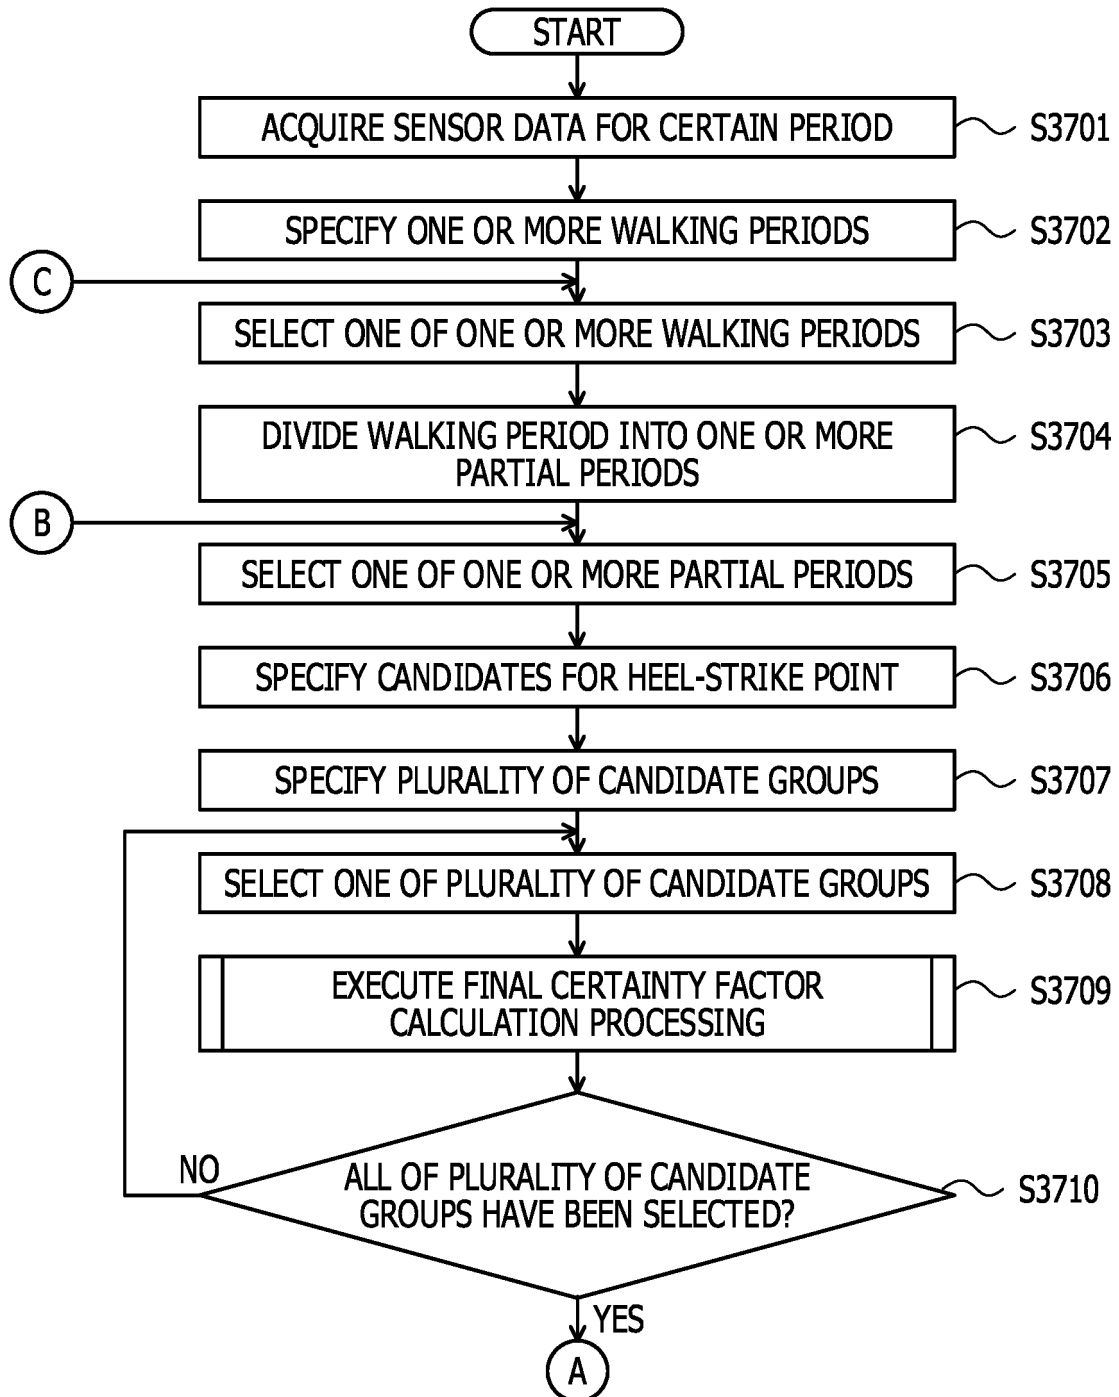 START
ACQUIRE SENSOR DATA FOR CERTAIN PERIOD
S3701
SPECIFY ONE OR MORE WALKING PERIODS
S3702
C
SELECT ONE OF ONE OR MORE WALKING PERIODS
S3703
DIVIDE WALKING PERIOD INTO ONE OR MORE
PARTIAL PERIODS
S3704
B
SELECT ONE OF ONE OR MORE PARTIAL PERIODS
S3705
SPECIFY CANDIDATES FOR HEEL-STRIKE POINT
S3706
SPECIFY PLURALITY OF CANDIDATE GROUPS
S3707
SELECT ONE OF PLURALITY OF CANDIDATE GROUPS
S3708
EXECUTE FINAL CERTAINTY FACTOR
CALCULATION PROCESSING
S3709
NO
ALL OF PLURALITY OF CANDIDATE
GROUPS HAVE BEEN SELECTED?
S3710
YES
A